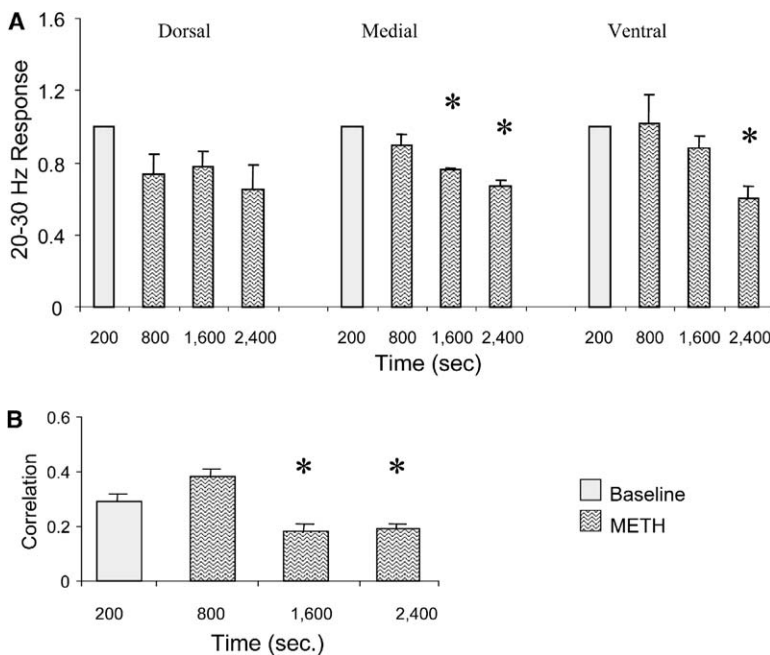 A
Dorsal Medial Ventral
20-30 Hz Response
1.6
1.2
0.8
0.4
0
* * *
200 800 1,600 2,400 200 800 1,600 2,400 200 800 1,600 2,400
Time (sec)
B
Correlation
0.6
0.4
0.2
0
* *
200 800 1,600 2,400
Time (sec.)
Baseline
METH